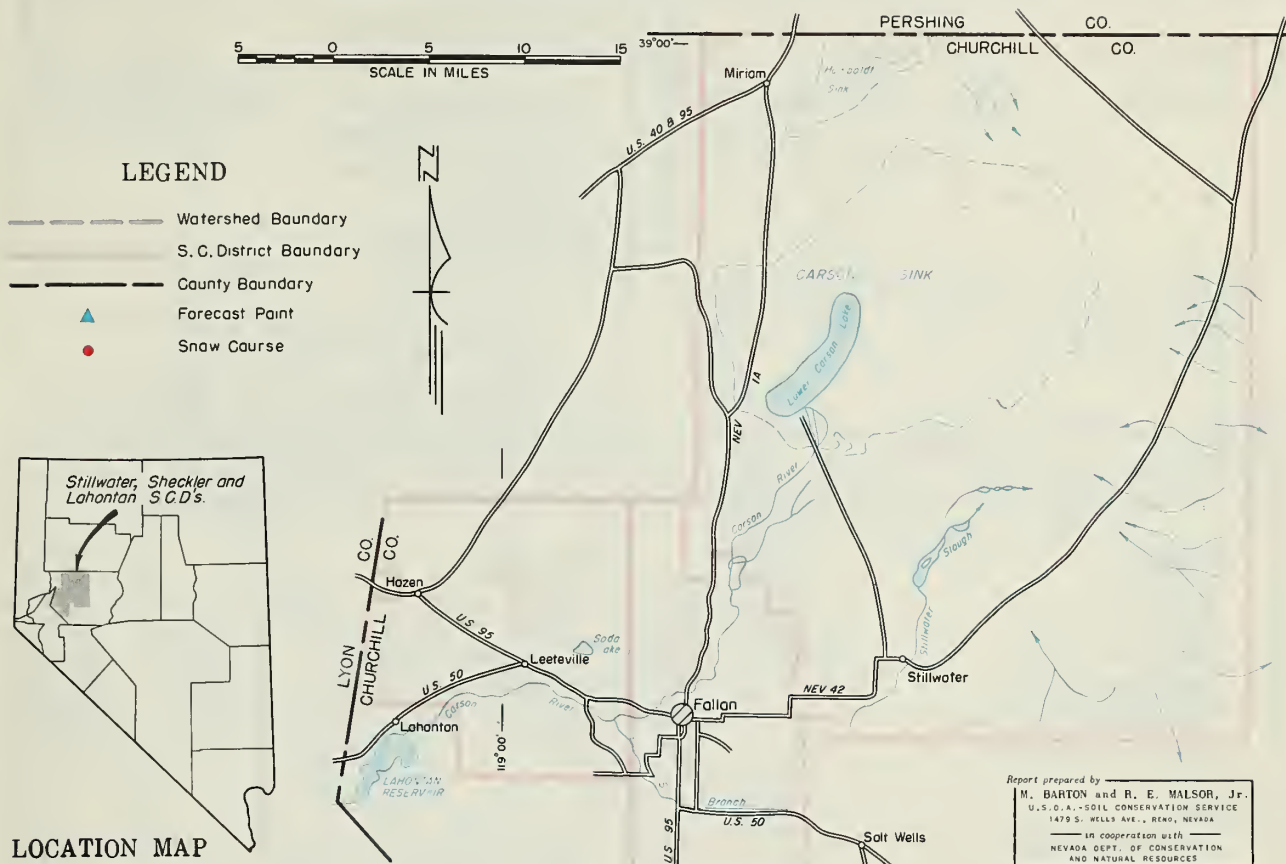 PERSHING CO.
CHURCHILL CO.
39°00'
5 0 5 10 15
SCALE IN MILES
Miriam
Humboldt
Sink
U.S. 40 & 95
LEGEND
Watershed Boundary
S. C. District Boundary
County Boundary
Forecast Point
Snow Course
CARSON SINK
Lower Carson Lake
NEV 1A
Carson River
Stillwater, Sheckler and
Lahontan S.C.D's.
Stillwater Slough
LYON CO.
CHURCHILL CO.
Hazen
US 95
Soda
Lake
Leeteville
U.S. 50
Carson River
Lahontan
119°00'
LAHONTAN
RESERVOIR
Fallon
NEV 42
Stillwater
Branch
U.S. 50
US 95
Salt Wells
LOCATION MAP
Report prepared by
M. BARTON and R. E. MALSOR, Jr.
U.S.D.A.-SOIL CONSERVATION SERVICE
1479 S. WELLS AVE., RENO, NEVADA
in cooperation with
NEVADA DEPT. OF CONSERVATION
AND NATURAL RESOURCES